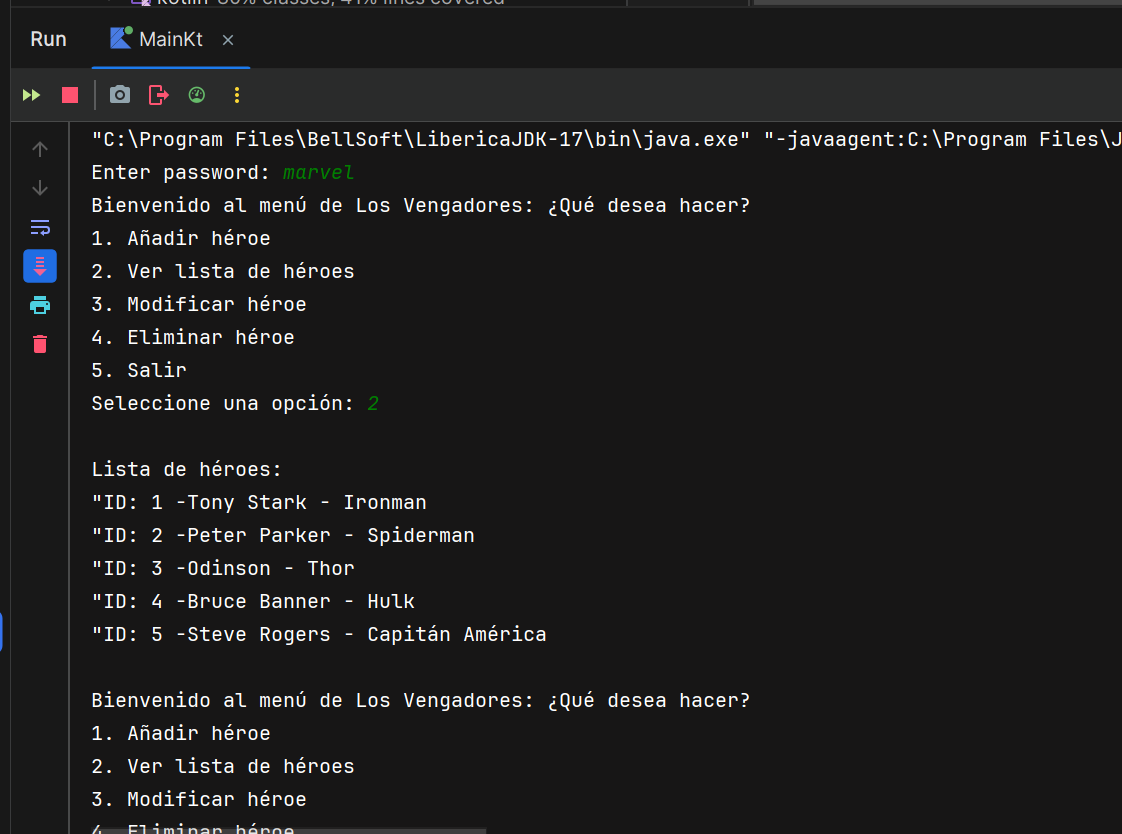 kotlin 80% classes, 41% lines covered
Run MainKt
"C:\Program Files\BellSoft\LibericaJDK-17\bin\java.exe" "-javaagent:C:\Program Files\J
Enter password: marvel
Bienvenido al menú de Los Vengadores: ¿Qué desea hacer?
1. Añadir héroe
2. Ver lista de héroes
3. Modificar héroe
4. Eliminar héroe
5. Salir
Seleccione una opción: 2
Lista de héroes:
"ID: 1 -Tony Stark - Ironman
"ID: 2 -Peter Parker - Spiderman
"ID: 3 -Odinson - Thor
"ID: 4 -Bruce Banner - Hulk
"ID: 5 -Steve Rogers - Capitán América
Bienvenido al menú de Los Vengadores: ¿Qué desea hacer?
1. Añadir héroe
2. Ver lista de héroes
3. Modificar héroe
4. Eliminar héroe